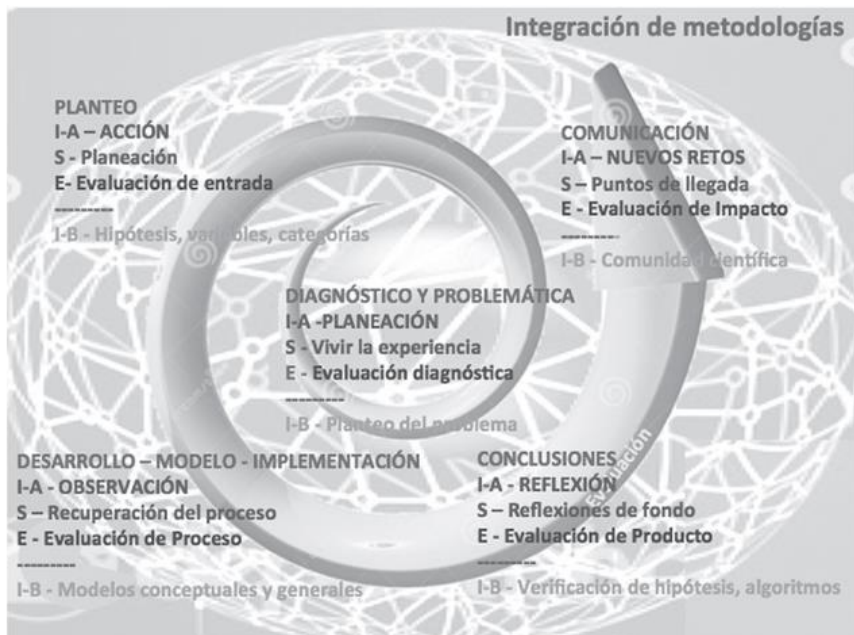 Integración de metodologías
PLANTEO
I-A – ACCIÓN
S - Planeación
E- Evaluación de entrada
---------
I-B - Hipótesis, variables, categorías
COMUNICACIÓN
I-A – NUEVOS RETOS
S – Puntos de llegada
E - Evaluación de Impacto
--------
I-B - Comunidad científica
DIAGNÓSTICO Y PROBLEMÁTICA
I-A -PLANEACIÓN
S - Vivir la experiencia
E - Evaluación diagnóstica
---------
I-B - Planteo del problema
DESARROLLO – MODELO - IMPLEMENTACIÓN
I-A - OBSERVACIÓN
S – Recuperación del proceso
E - Evaluación de Proceso
---------
I-B - Modelos conceptuales y generales
CONCLUSIONES
I-A - REFLEXIÓN
S – Reflexiones de fondo
E - Evaluación de Producto
---------
I-B - Verificación de hipótesis, algoritmos
Evaluación